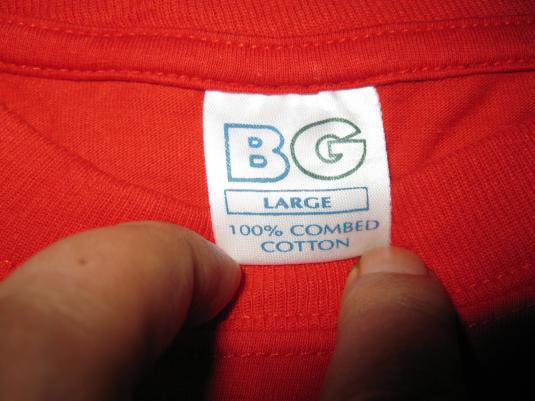 BG
LARGE
100% COMBED
COTTON